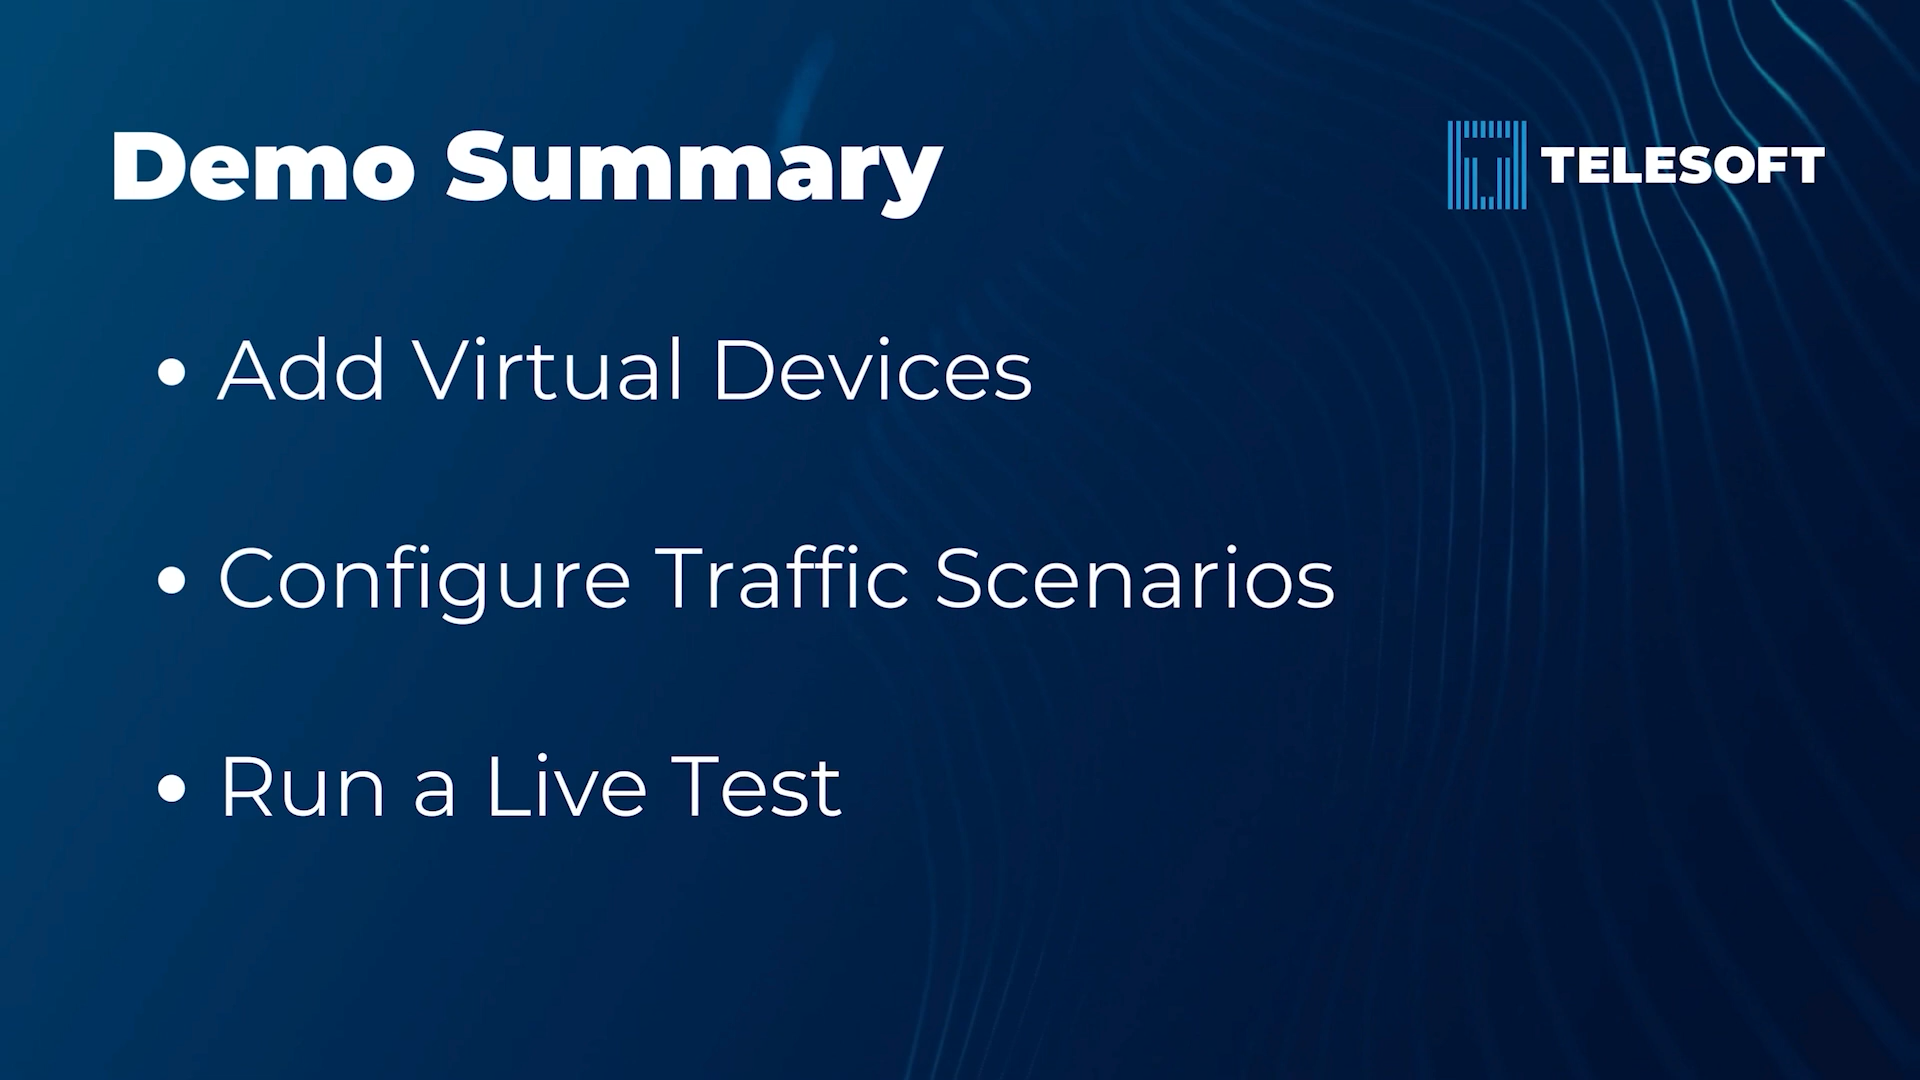 Demo Summary
TELESOFT
• Add Virtual Devices
• Configure Traffic Scenarios
• Run a Live Test